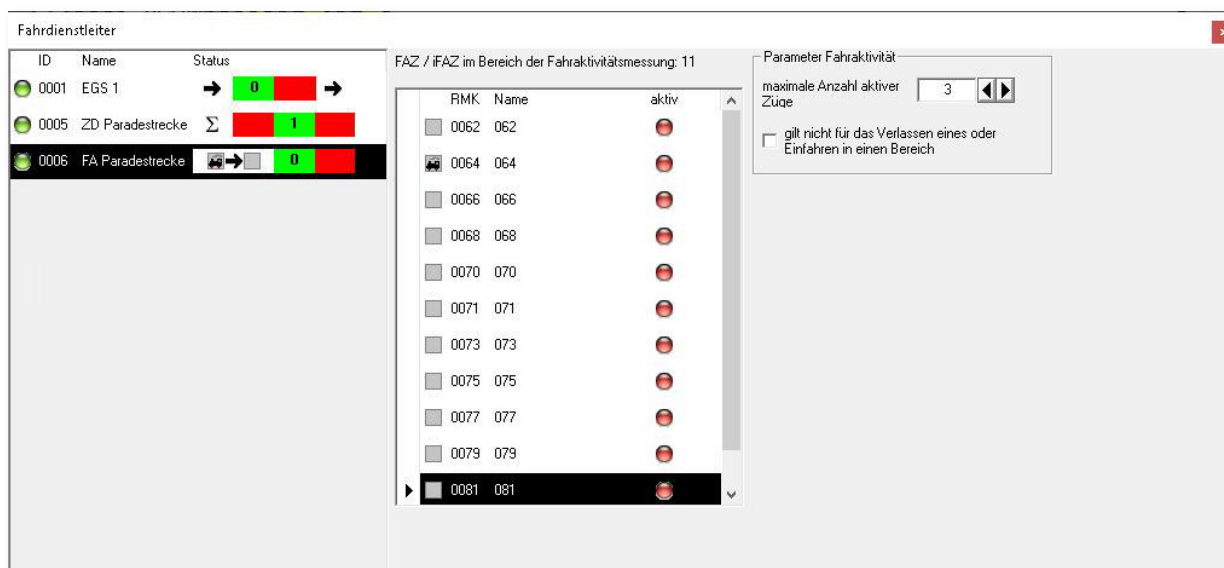 Fahrdienstleiter
ID Name Status
0001 EGS 1 0
0005 ZD Paradestrecke Σ 1
0006 FA Paradestrecke 0
FAZ / iFAZ im Bereich der Fahraktivitätsmessung: 11
RMK Name aktiv
0062 062
0064 064
0066 066
0068 068
0070 070
0071 071
0073 073
0075 075
0077 077
0079 079
0081 081
Parameter Fahraktivität
maximale Anzahl aktiver
Züge 3
gilt nicht für das Verlassen eines oder
Einfahren in einen Bereich